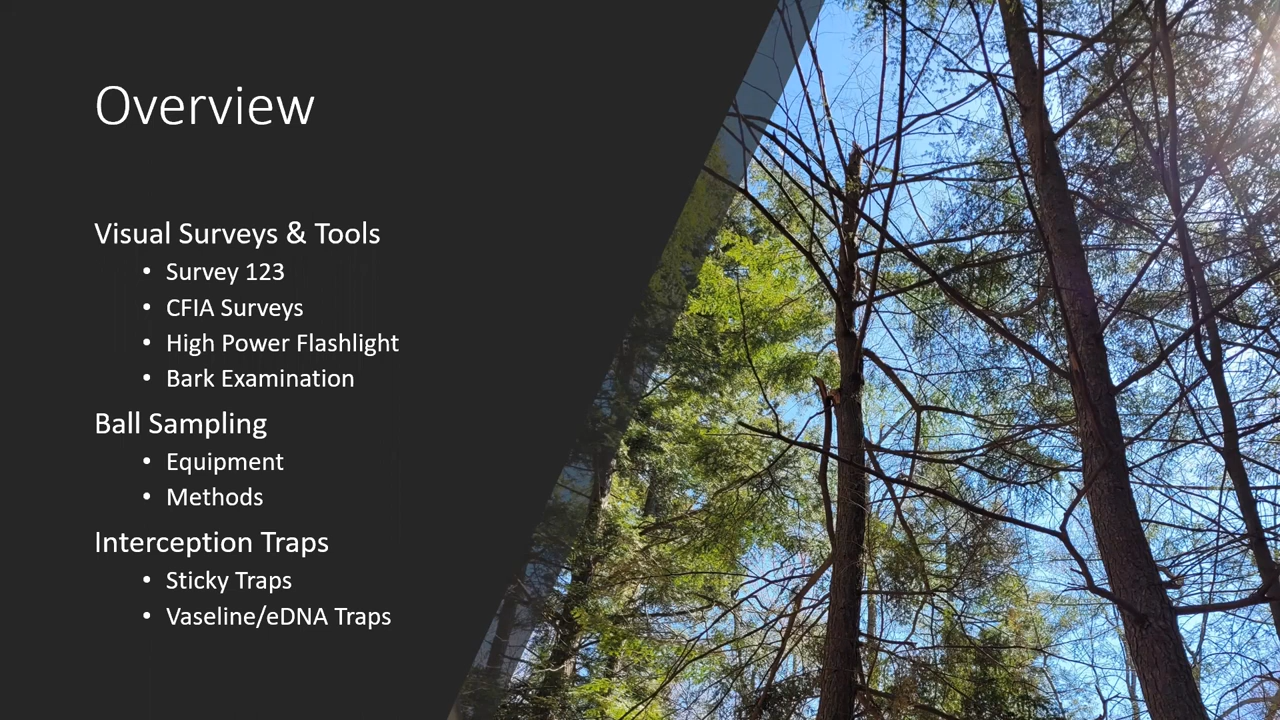 Overview
Visual Surveys & Tools
• Survey 123
• CFIA Surveys
• High Power Flashlight
• Bark Examination
Ball Sampling
• Equipment
• Methods
Interception Traps
• Sticky Traps
• Vaseline/eDNA Traps